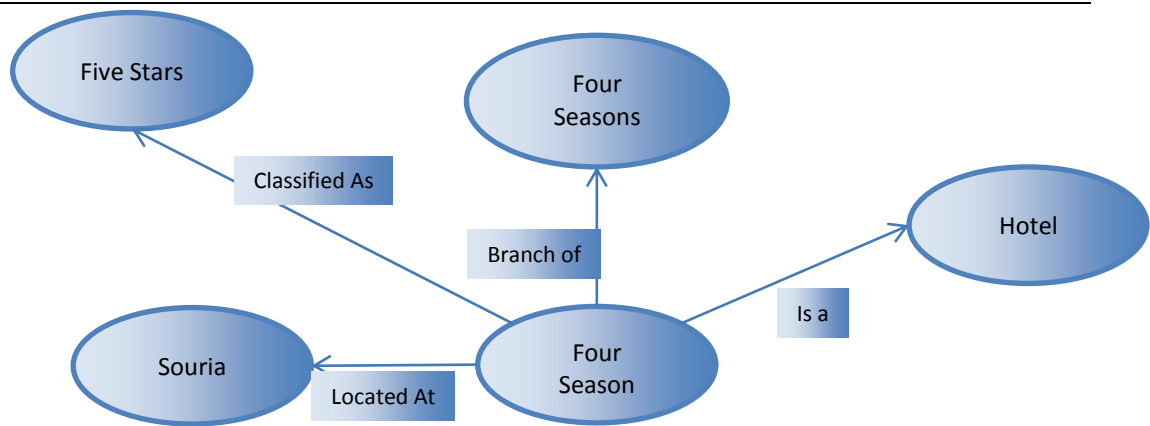 Five Stars
Four
Seasons
Classified As
Hotel
Branch of
Is a
Souria
Four
Season
Located At